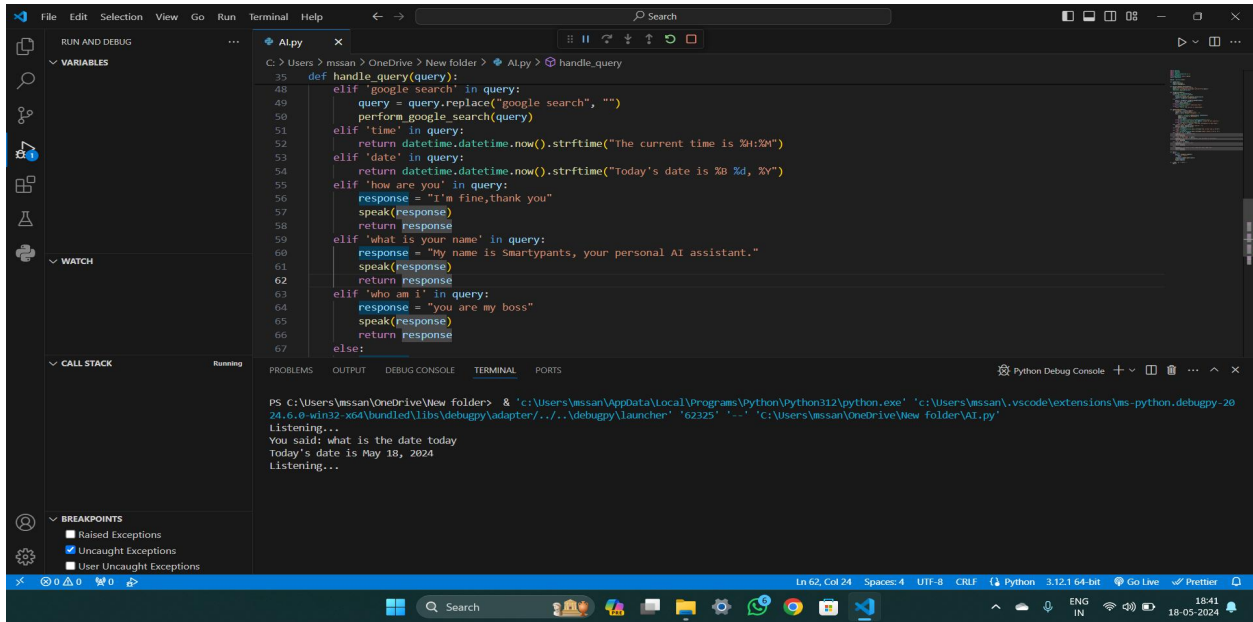 File Edit Selection View Go Run Terminal Help
Search
RUN AND DEBUG
VARIABLES
WATCH
CALL STACK Running
BREAKPOINTS
Raised Exceptions
Uncaught Exceptions
User Uncaught Exceptions
AI.py
C: > Users > mssan > OneDrive > New folder > AI.py > handle_query
35 def handle_query(query):
48 elif 'google search' in query:
49 query = query.replace("google search", "")
50 perform_google_search(query)
51 elif 'time' in query:
52 return datetime.datetime.now().strftime("The current time is %H:%M")
53 elif 'date' in query:
54 return datetime.datetime.now().strftime("Today's date is %B %d, %Y")
55 elif 'how are you' in query:
56 response = "I'm fine,thank you"
57 speak(response)
58 return response
59 elif 'what is your name' in query:
60 response = "My name is Smartypants, your personal AI assistant."
61 speak(response)
62 return response
63 elif 'who am i' in query:
64 response = "you are my boss"
65 speak(response)
66 return response
67 else:
PROBLEMS OUTPUT DEBUG CONSOLE TERMINAL PORTS
Python Debug Console
PS C:\Users\mssan\OneDrive\New folder> & 'c:\Users\mssan\AppData\Local\Programs\Python\Python312\python.exe' 'c:\Users\mssan\.vscode\extensions\ms-python.debugpy-20
24.6.0-win32-x64\bundled\libs\debugpy\adapter/../..\debugpy\launcher' '62325' '--' 'C:\Users\mssan\OneDrive\New folder\AI.py'
Listening...
You said: what is the date today
Today's date is May 18, 2024
Listening...
0 0 0 Ln 62, Col 24 Spaces: 4 UTF-8 CRLF Python 3.12.1 64-bit Go Live Prettier
Search
ENG
IN
18:41
18-05-2024